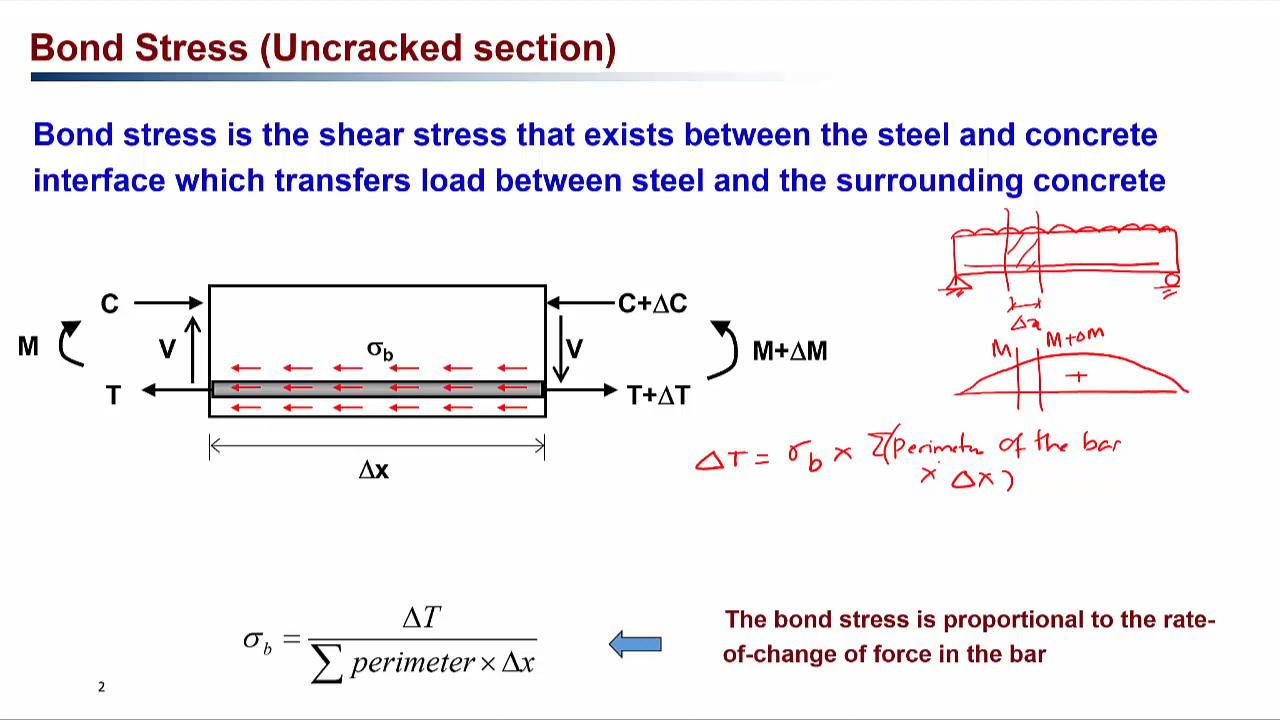 Bond Stress (Uncracked section)
Bond stress is the shear stress that exists between the steel and concrete
interface which transfers load between steel and the surrounding concrete
C
C+ΔC
M
V
σb
V
M+ΔM
T
T+ΔT
Δx
Δx
M
M+ΔM
+
ΔT = σb × Σ(perimeter of the bar
× Δx)
σb = ΔT / ∑ perimeter × Δx
The bond stress is proportional to the rate-
of-change of force in the bar
2